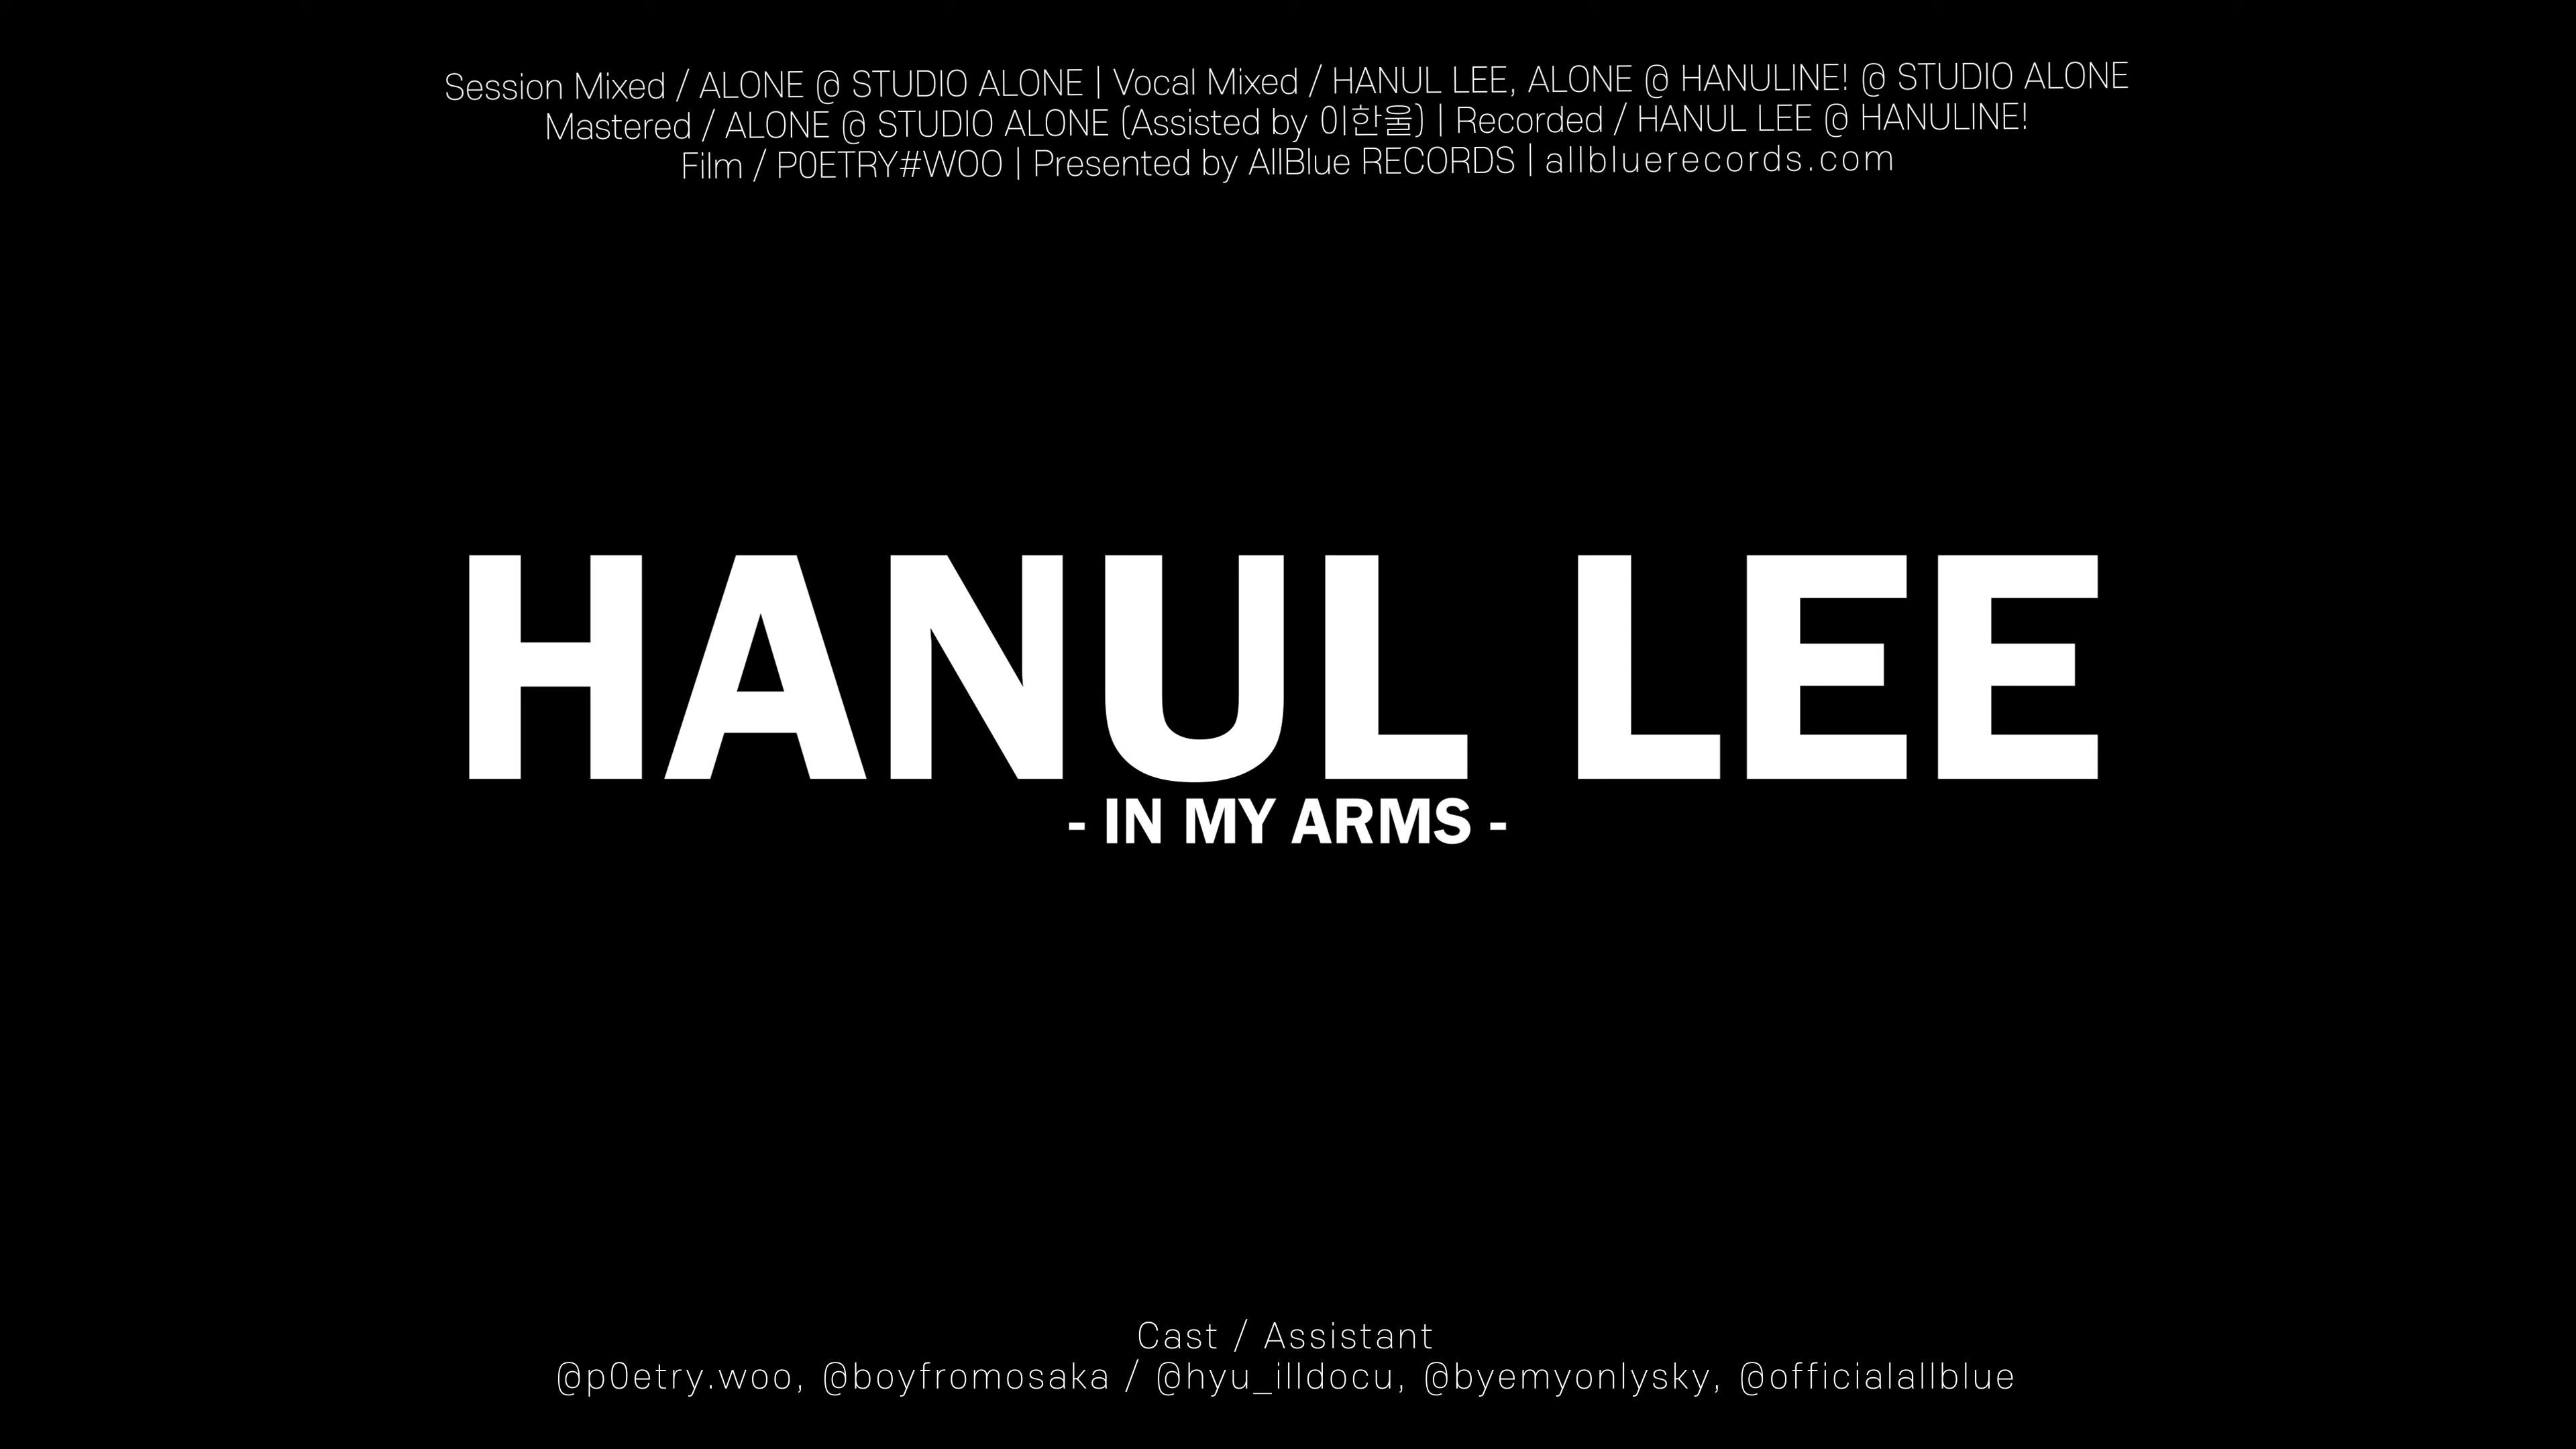 Session Mixed / ALONE @ STUDIO ALONE | Vocal Mixed / HANUL LEE, ALONE @ HANULINE! @ STUDIO ALONE
Mastered / ALONE @ STUDIO ALONE (Assisted by 이한울) | Recorded / HANUL LEE @ HANULINE!
Film / P0ETRY#WOO | Presented by AllBlue RECORDS | allbluerecords.com
HANUL LEE
- IN MY ARMS -
Cast / Assistant
@p0etry.woo, @boyfromosaka / @hyu_illdocu, @byemyonlysky, @officialallblue